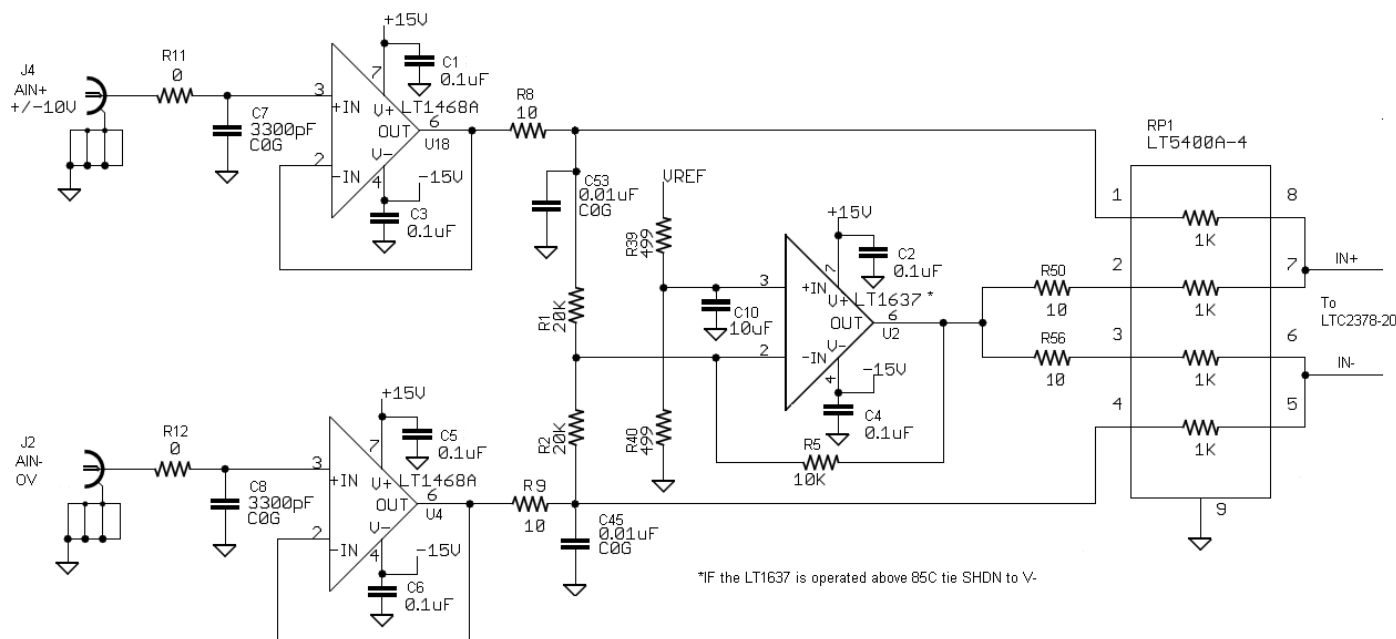 J4
AIN+
+/-10V
R11
0
C7
3300pF
C0G
+15V
C1
0.1uF
7
3
+IN
V+
LT1468A
OUT
6
U18
V-
2
-IN
4
-15V
C3
0.1uF
R8
10
C53
0.01uF
C0G
R1
20K
R2
20K
VREF
R39
499
C10
10uF
R40
499
+15V
C2
0.1uF
7
3
+IN
V+
LT1637 *
OUT
6
U2
V-
2
-IN
4
-15V
C4
0.1uF
R5
10K
R50
10
R56
10
RP1
LT5400A-4
1
8
1K
2
7
1K
3
6
1K
4
5
1K
9
IN+
To
LTC2378-20
IN-
J2
AIN-
0V
R12
0
C8
3300pF
C0G
+15V
C5
0.1uF
7
3
+IN
V+
LT1468A
OUT
6
U4
V-
2
-IN
4
-15V
C6
0.1uF
R9
10
C45
0.01uF
C0G
*IF the LT1637 is operated above 85C tie SHDN to V-